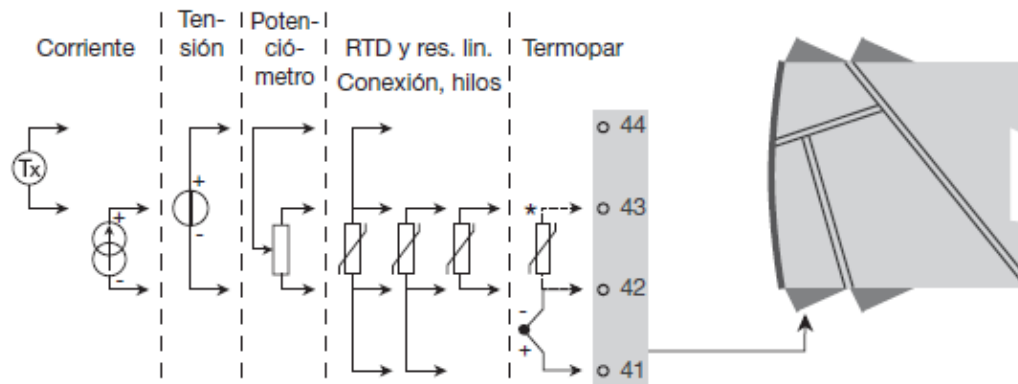 Corriente
Ten-
sión
Poten-
ció-
metro
RTD y res. lin.
Conexión, hilos
Termopar
Tx
+
-
+
-
*
-
+
44
43
42
41